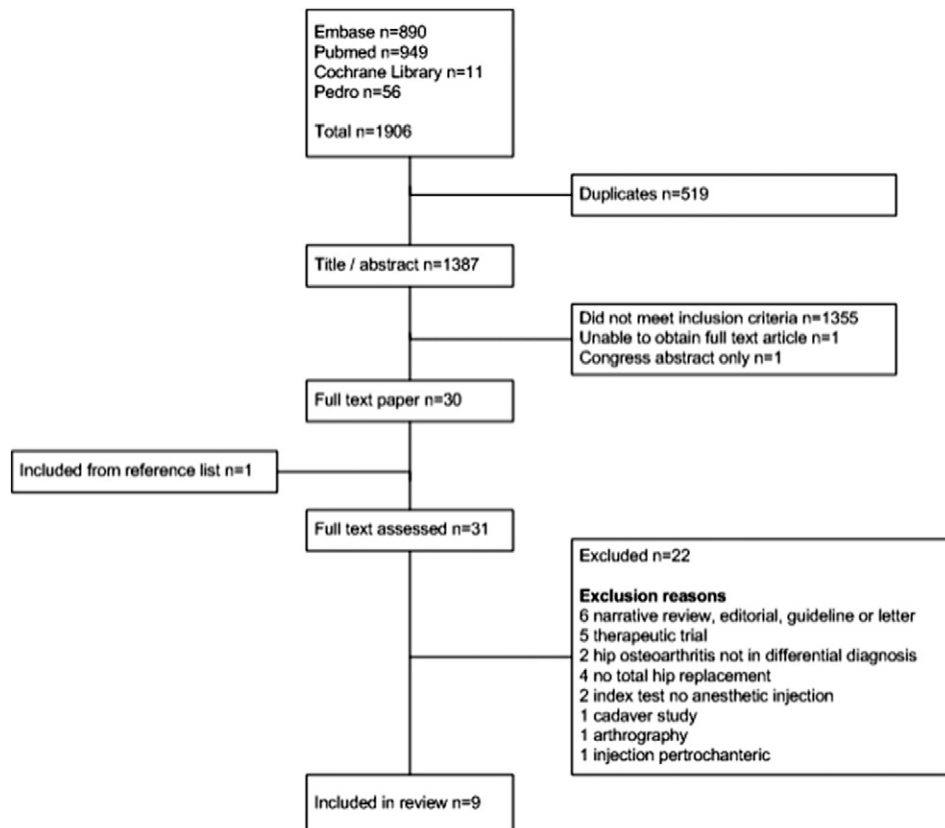 Embase n=890
Pubmed n=949
Cochrane Library n=11
Pedro n=56
Total n=1906
Duplicates n=519
Title / abstract n=1387
Did not meet inclusion criteria n=1355
Unable to obtain full text article n=1
Congress abstract only n=1
Full text paper n=30
Included from reference list n=1
Full text assessed n=31
Excluded n=22
Exclusion reasons
6 narrative review, editorial, guideline or letter
5 therapeutic trial
2 hip osteoarthritis not in differential diagnosis
4 no total hip replacement
2 index test no anesthetic injection
1 cadaver study
1 arthrography
1 injection pertrochanteric
Included in review n=9